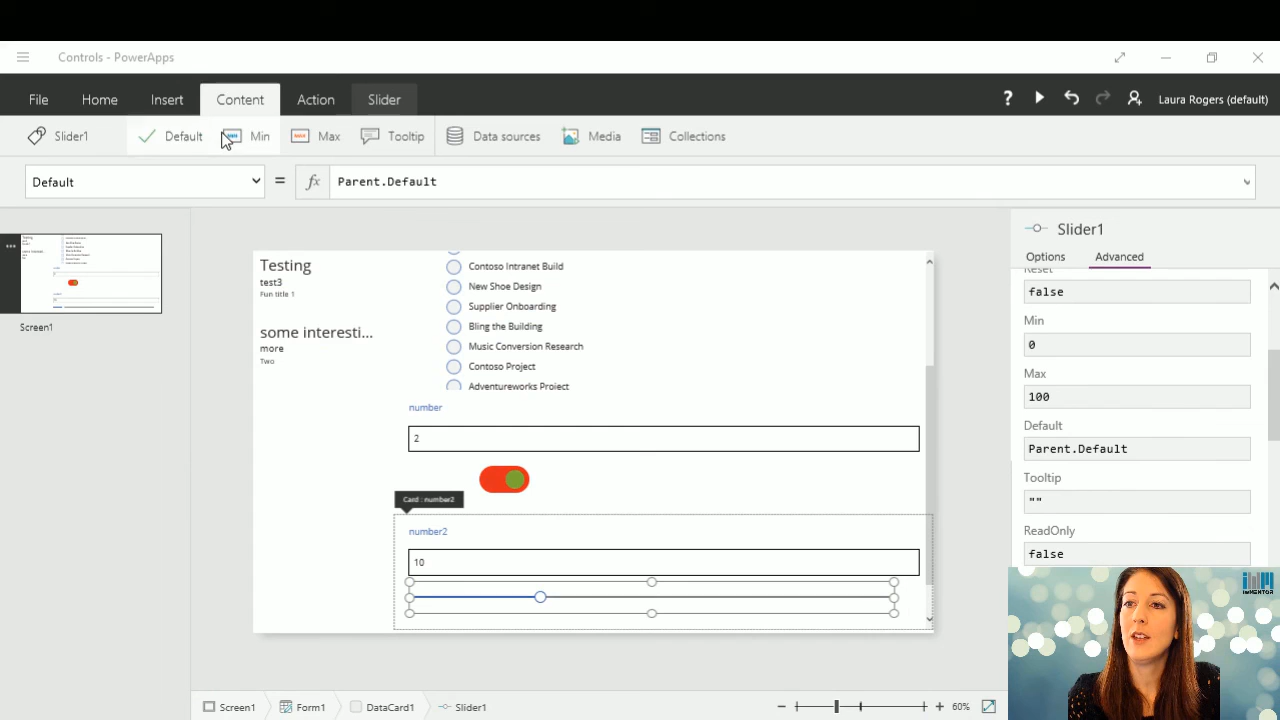 Controls - PowerApps
File Home Insert Content Action Slider
Laura Rogers (default)
Slider1 Default Min Max Tooltip Data sources Media Collections
Default = fx Parent.Default
Screen1
Testing
test3
Fun title 1
some interesti...
more
Two
Contoso Intranet Build
New Shoe Design
Supplier Onboarding
Bling the Building
Music Conversion Research
Contoso Project
Adventureworks Project
number
2
Card : number2
number2
10
Slider1
Options Advanced
Reset
false
Min
0
Max
100
Default
Parent.Default
Tooltip
""
ReadOnly
false
IWMENTOR
Screen1 Form1 DataCard1 Slider1
60%